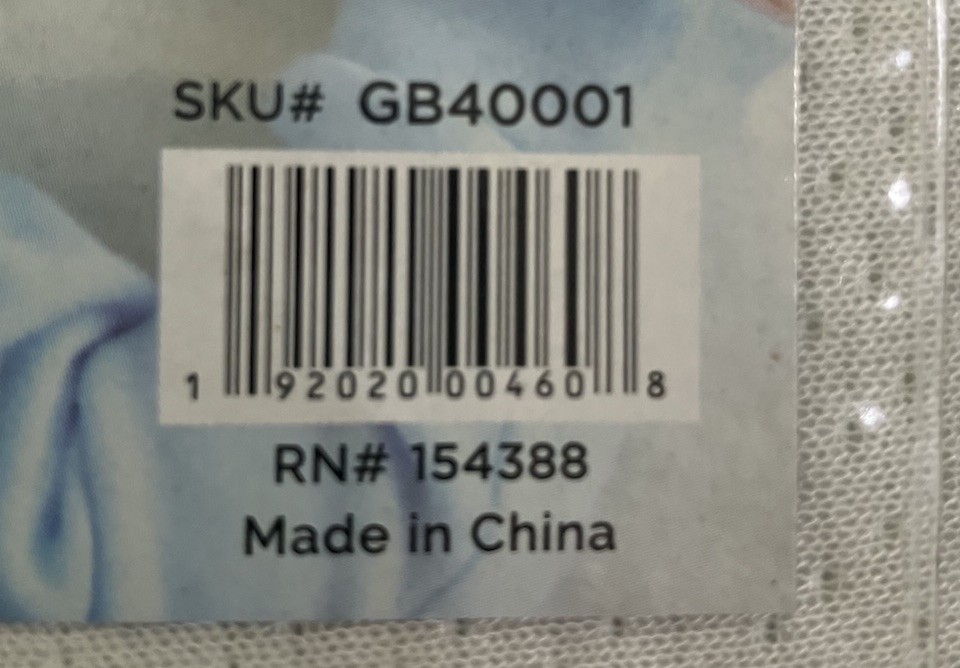 SKU# GB40001
1 92020 00460 8
RN# 154388
Made in China